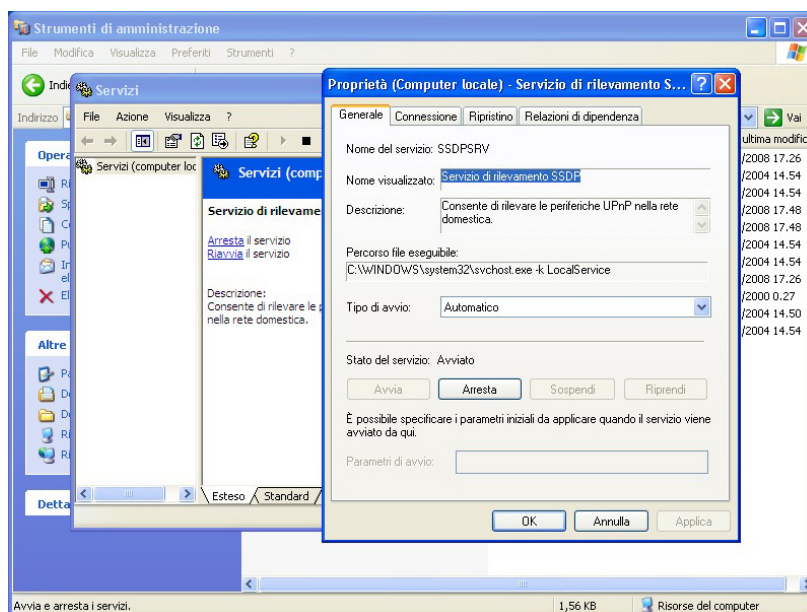 Strumenti di amministrazione
File Modifica Visualizza Preferiti Strumenti ?
Indirizzo
Vai
ultima modific
/2008 17.26
/2004 14.54
/2004 14.54
/2008 17.48
/2008 17.48
/2004 14.54
/2004 14.54
/2008 17.26
/2000 0.27
/2004 14.50
/2004 14.54
Opera
Altre
Detta
Servizi
File Azione Visualizza ?
Servizi (computer loc
Servizi (comp
Servizio di rilevame
Arresta il servizio
Riavvia il servizio
Descrizione:
Consente di rilevare le p
nella rete domestica.
Esteso Standard
Proprietà (Computer locale) - Servizio di rilevamento S...
Generale Connessione Ripristino Relazioni di dipendenza
Nome del servizio: SSDPSRV
Nome visualizzato: Servizio di rilevamento SSDP
Descrizione: Consente di rilevare le periferiche UPnP nella rete
domestica.
Percorso file eseguibile:
C:\WINDOWS\system32\svchost.exe -k LocalService
Tipo di avvio: Automatico
Stato del servizio: Avviato
Avvia Arresta Sospendi Riprendi
È possibile specificare i parametri iniziali da applicare quando il servizio viene
avviato da qui.
Parametri di avvio:
OK Annulla Applica
Avvia e arresta i servizi. 1,56 KB Risorse del computer